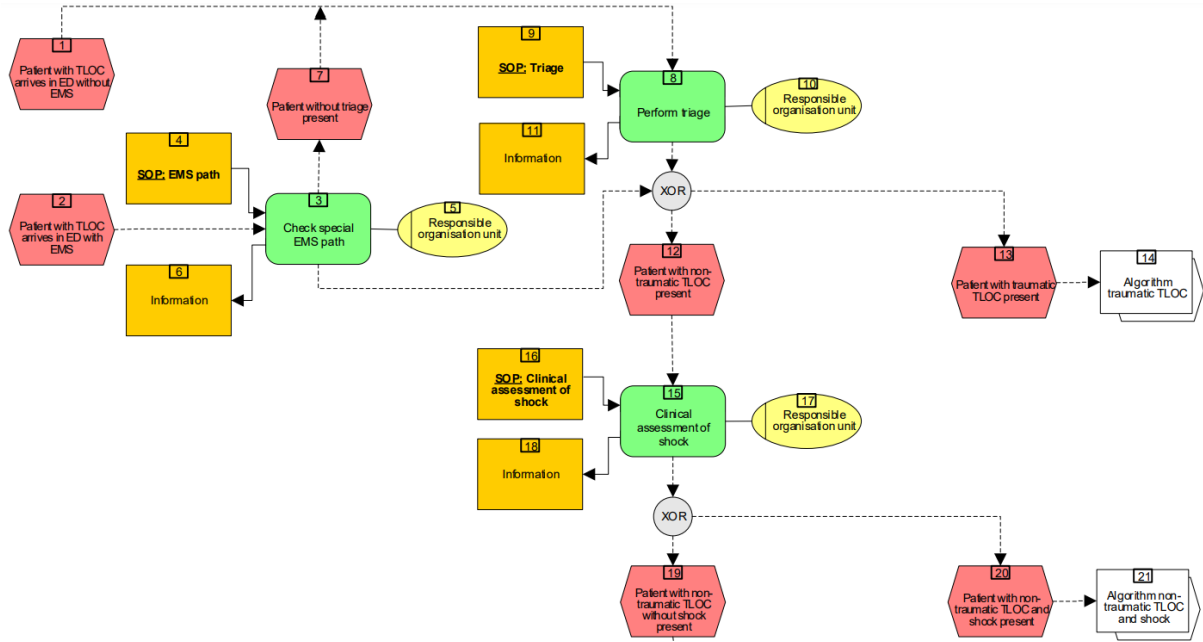 1
Patient with TLOC
arrives in ED without
EMS
7
Patient without triage
present
9
SOP: Triage
8
Perform triage
10
Responsible
organisation unit
11
Information
4
SOP: EMS path
2
Patient with TLOC
arrives in ED with
EMS
3
Check special
EMS path
5
Responsible
organisation unit
6
Information
XOR
12
Patient with non-
traumatic TLOC
present
13
Patient with traumatic
TLOC present
14
Algorithm
traumatic TLOC
16
SOP: Clinical
assessment of
shock
15
Clinical
assessment of
shock
17
Responsible
organisation unit
18
Information
XOR
19
Patient with non-
traumatic TLOC
without shock
present
20
Patient with non-
traumatic TLOC and
shock present
21
Algorithm non-
traumatic TLOC
and shock